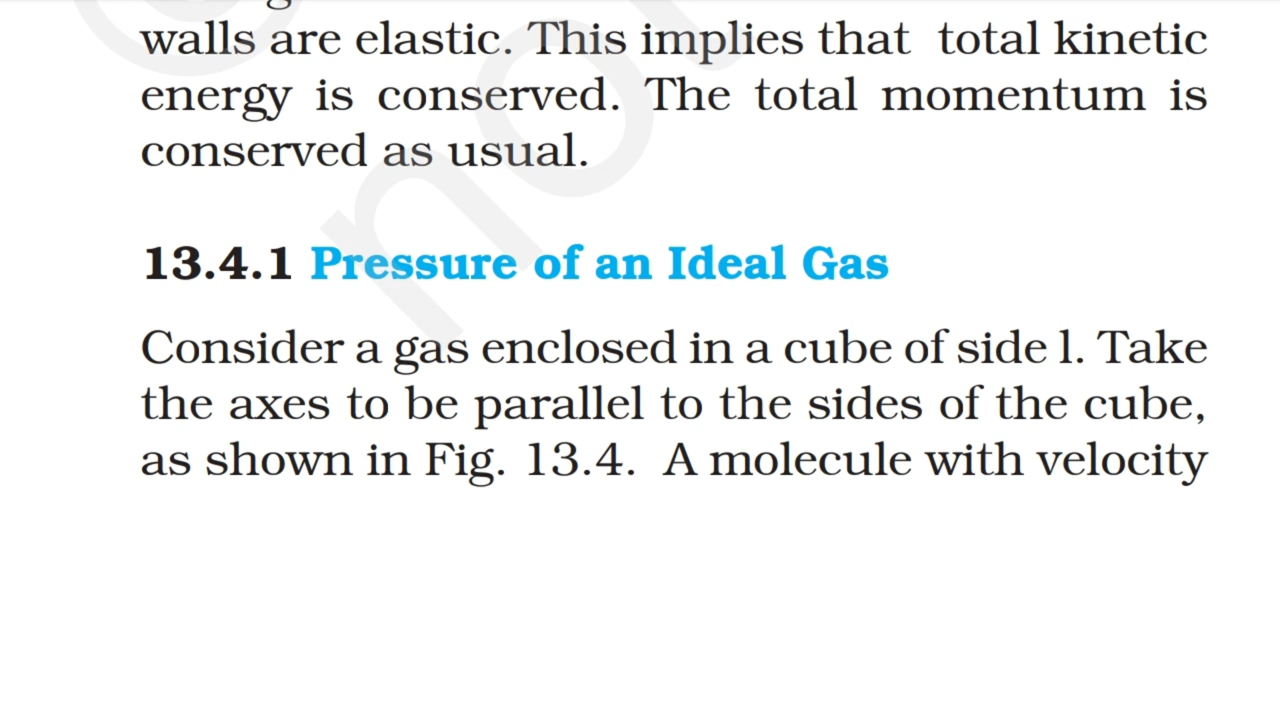 walls are elastic. This implies that total kinetic
energy is conserved. The total momentum is
conserved as usual.
13.4.1 Pressure of an Ideal Gas
Consider a gas enclosed in a cube of side l. Take
the axes to be parallel to the sides of the cube,
as shown in Fig. 13.4. A molecule with velocity